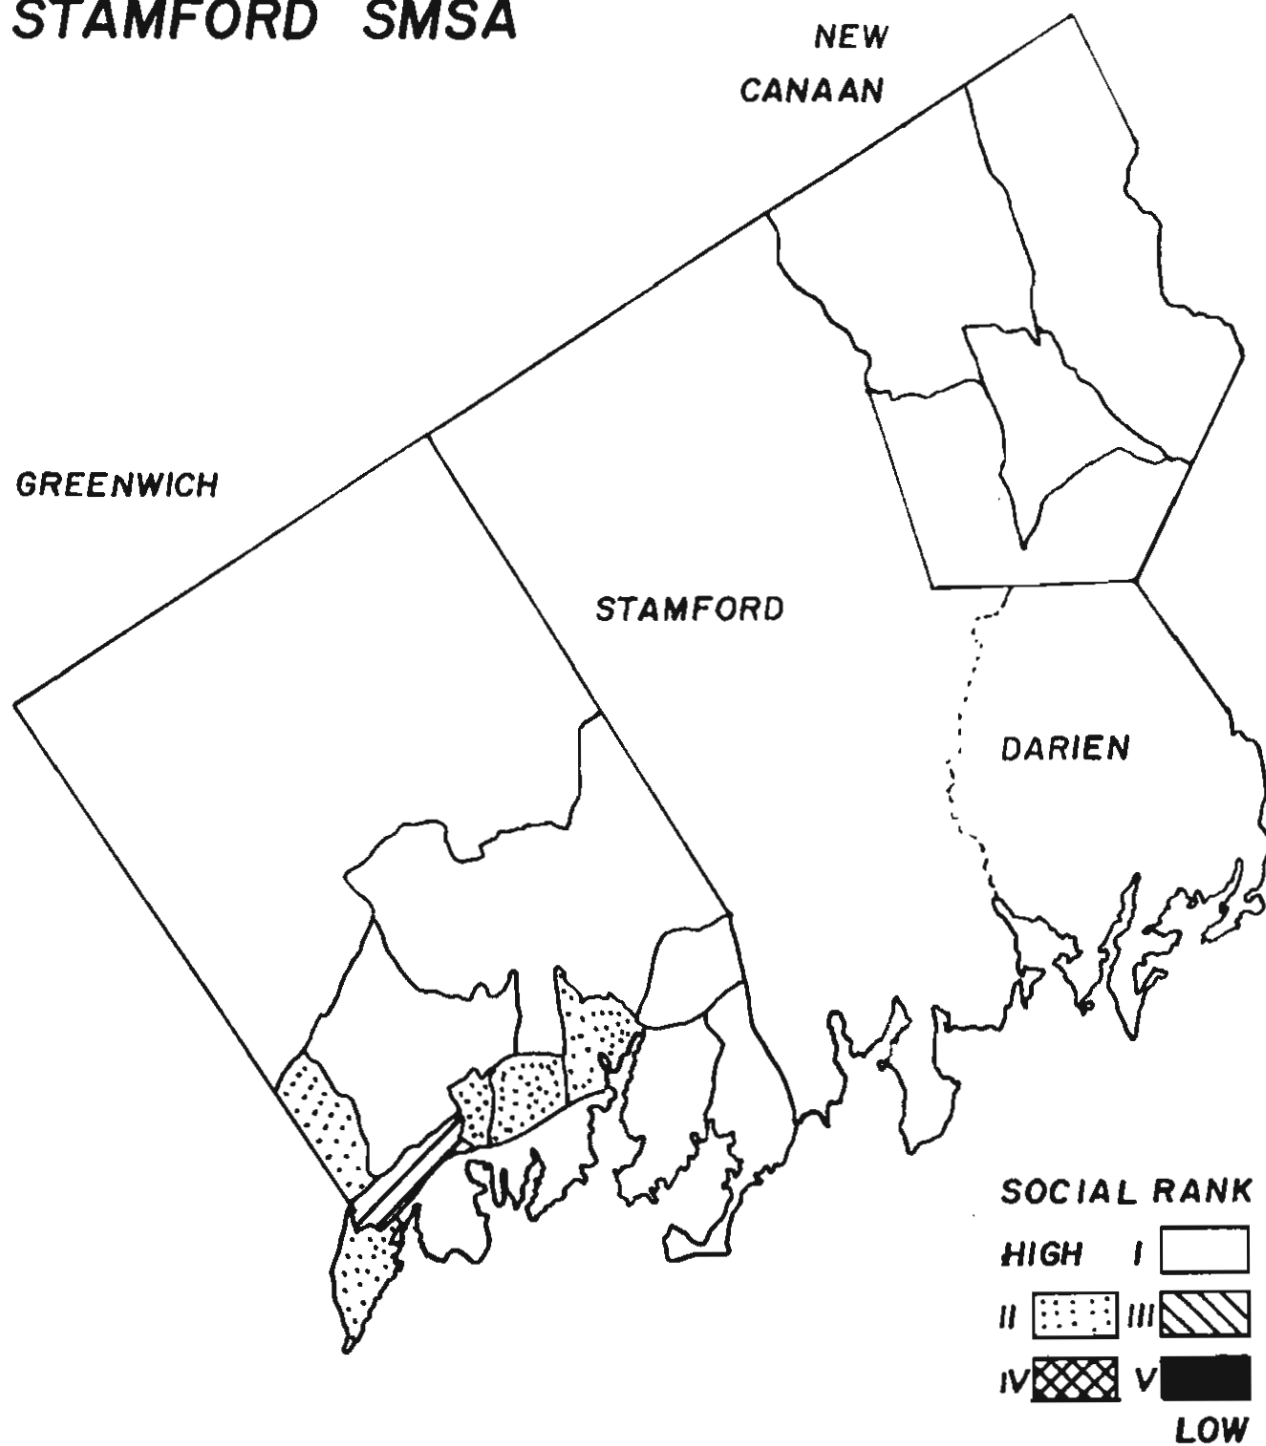 STAMFORD SMSA
NEW
CANAAN
GREENWICH
STAMFORD
DARIEN
SOCIAL RANK
HIGH I
II III
IV V
LOW